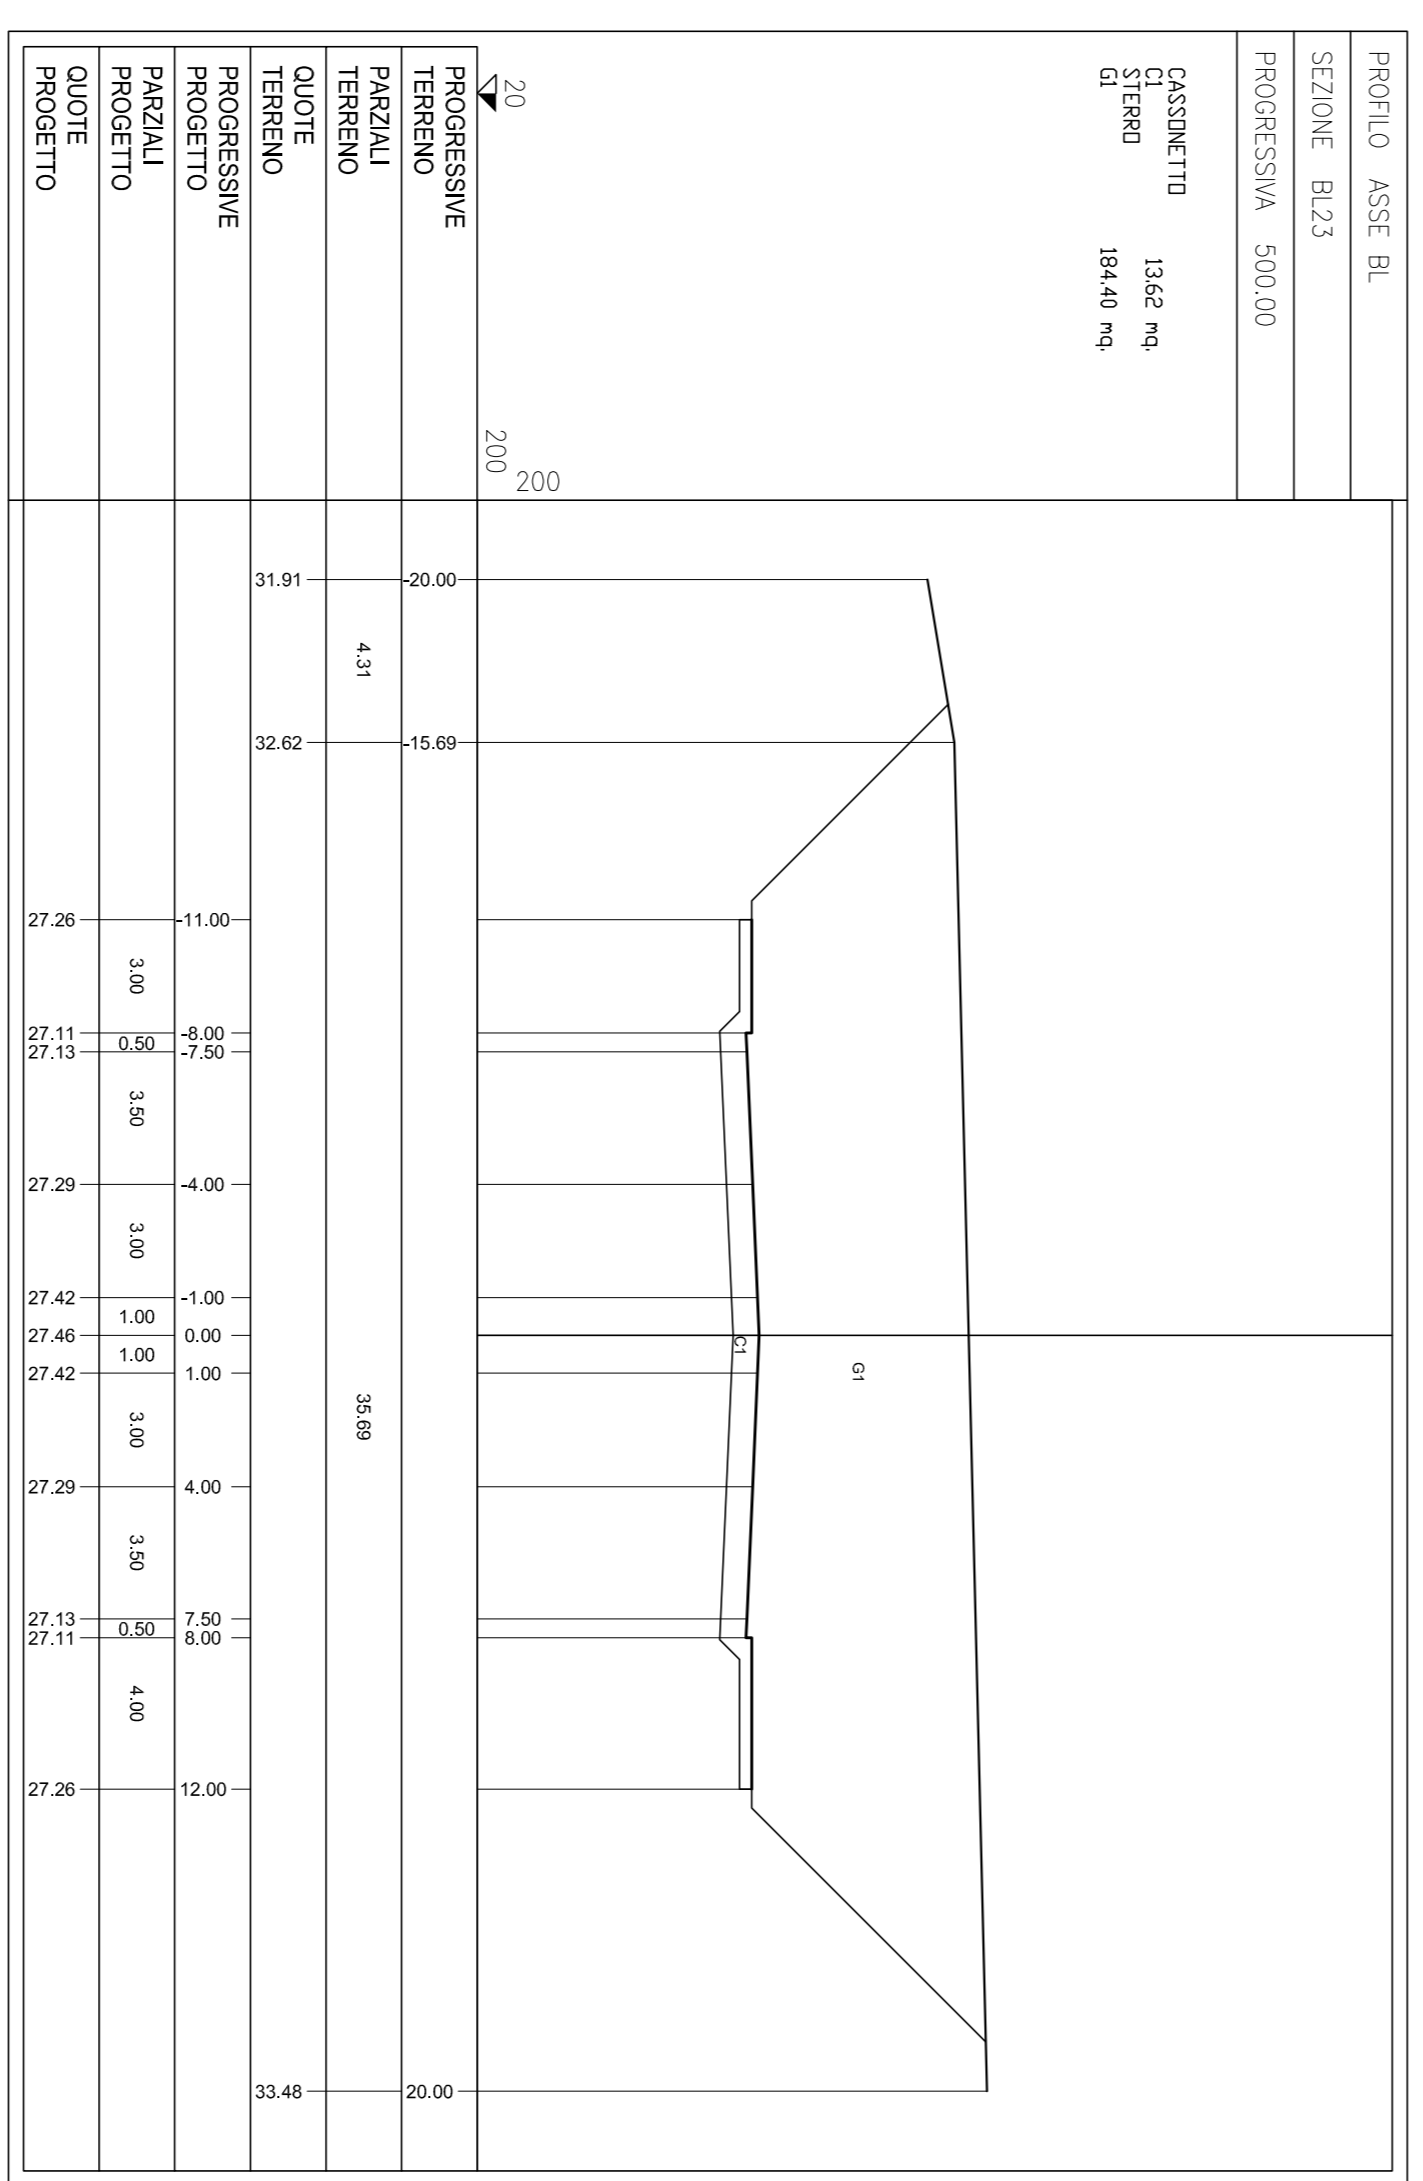 PROFILO ASSE BL
SEZIONE BL23
PROGRESSIVA 500.00
CASSONETTO
C1 13.62 mq.
STERRO
G1 184.40 mq.
200
200
20
G1
C1
PROGRESSIVE
TERRENO
-20.00
-15.69
20.00
PARZIALI
TERRENO
4.31
35.69
QUOTE
TERRENO
31.91
32.62
33.48
PROGRESSIVE
PROGETTO
-11.00
-8.00
-7.50
-4.00
-1.00
0.00
1.00
4.00
7.50
8.00
12.00
PARZIALI
PROGETTO
3.00
0.50
3.50
3.00
1.00
1.00
3.00
3.50
0.50
4.00
QUOTE
PROGETTO
27.26
27.11
27.13
27.29
27.42
27.46
27.42
27.29
27.13
27.11
27.26